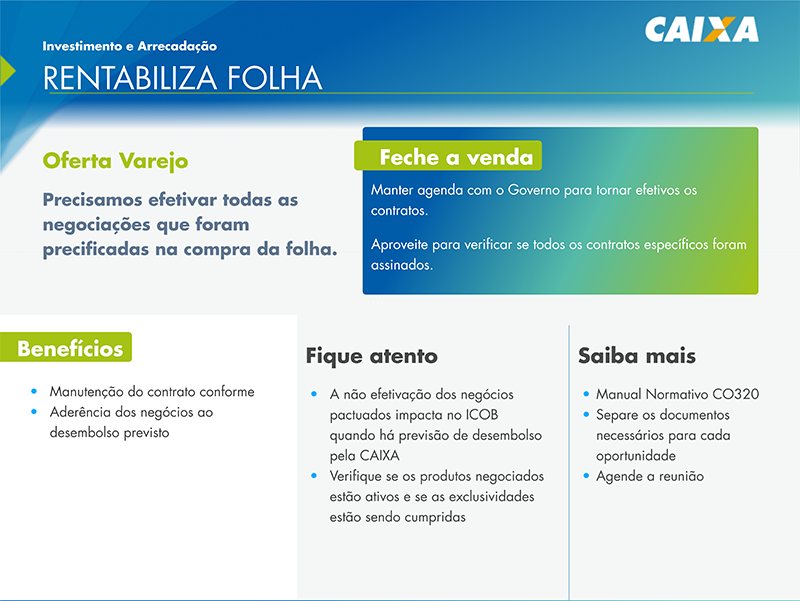 CAIXA
Investimento e Arrecadação
RENTABILIZA FOLHA
Oferta Varejo
Precisamos efetivar todas as
negociações que foram
precificadas na compra da folha.
Feche a venda
Manter agenda com o Governo para tornar efetivos os
contratos.
Aproveite para verificar se todos os contratos específicos foram
assinados.
Benefícios
• Manutenção do contrato conforme
• Aderência dos negócios ao
desembolso previsto
Fique atento
• A não efetivação dos negócios
pactuados impacta no ICOB
quando há previsão de desembolso
pela CAIXA
• Verifique se os produtos negociados
estão ativos e se as exclusividades
estão sendo cumpridas
Saiba mais
• Manual Normativo CO320
• Separe os documentos
necessários para cada
oportunidade
• Agende a reunião